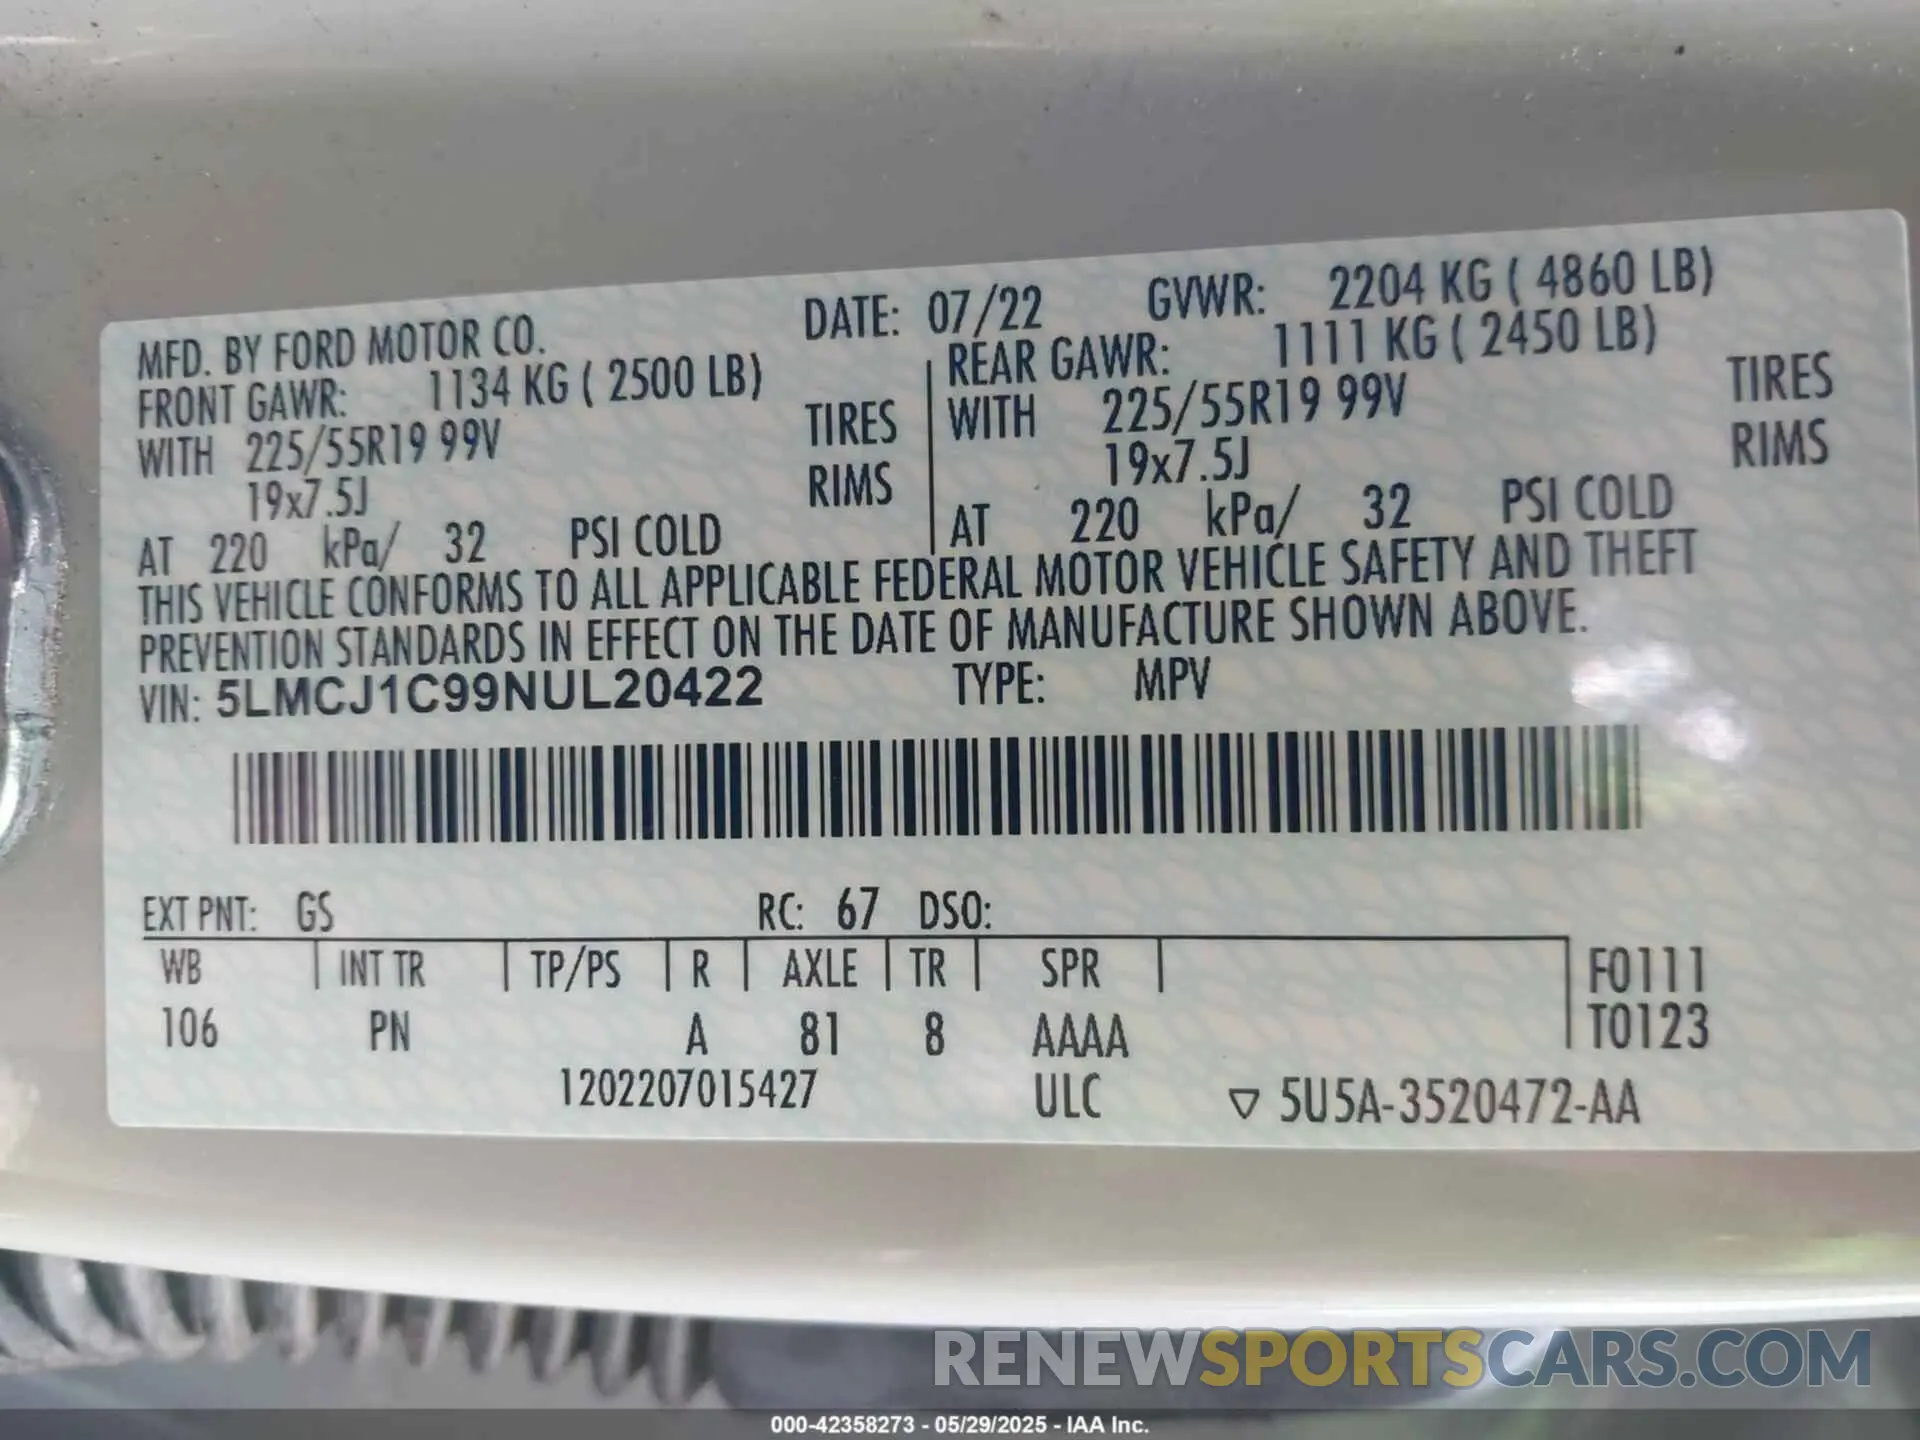 MFD. BY FORD MOTOR CO. DATE: 07/22 GVWR: 2204 KG ( 4860 LB)
FRONT GAWR: 1134 KG ( 2500 LB) REAR GAWR: 1111 KG ( 2450 LB)
WITH 225/55R19 99V TIRES WITH 225/55R19 99V TIRES
19x7.5J RIMS 19x7.5J RIMS
AT 220 kPa/ 32 PSI COLD AT 220 kPa/ 32 PSI COLD
THIS VEHICLE CONFORMS TO ALL APPLICABLE FEDERAL MOTOR VEHICLE SAFETY AND THEFT
PREVENTION STANDARDS IN EFFECT ON THE DATE OF MANUFACTURE SHOWN ABOVE.
VIN: 5LMCJ1C99NUL20422 TYPE: MPV
EXT PNT: GS RC: 67 DSO:
WB INT TR TP/PS R AXLE TR SPR F0111
106 PN A 81 8 AAAA T0123
1202207015427 ULC ▽ 5U5A-3520472-AA
RENEWSPORTSCARS.COM
000-42358273 - 05/29/2025 - IAA Inc.